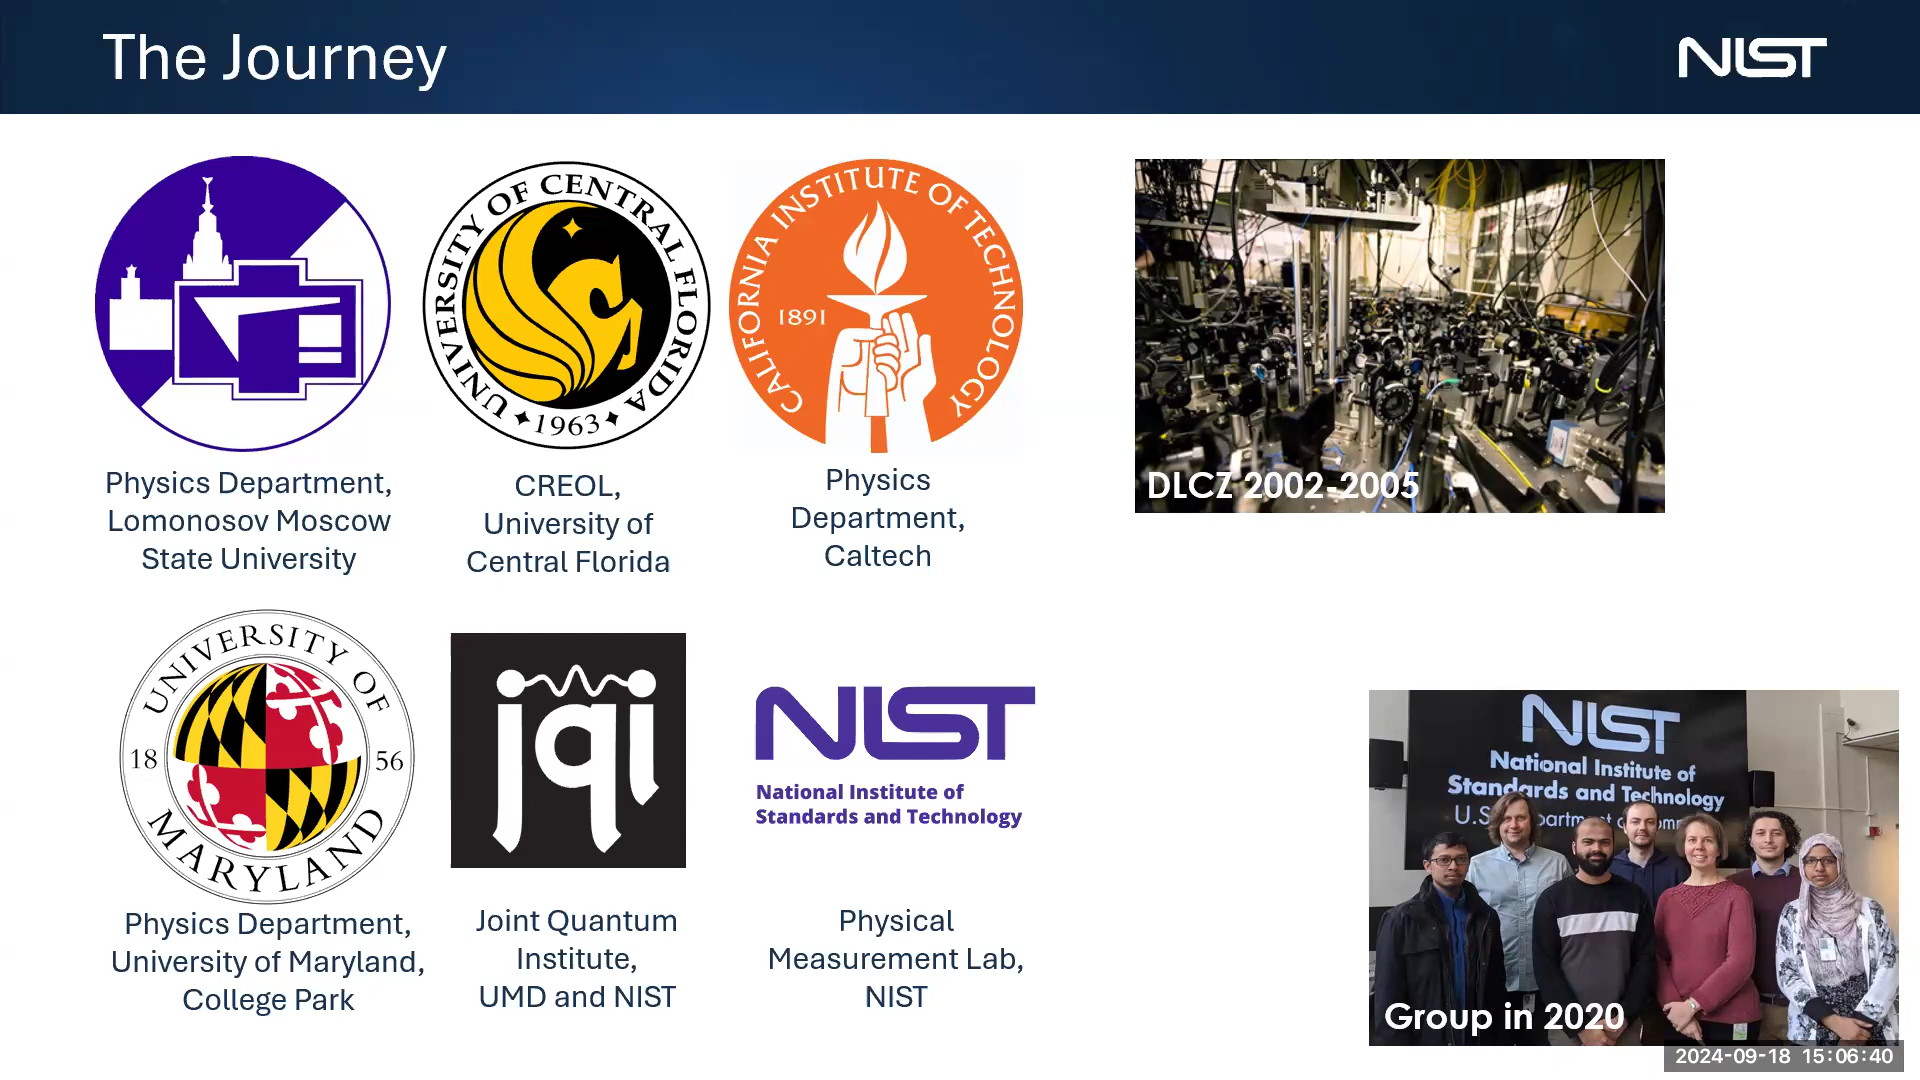 The Journey
NIST
UNIVERSITY OF CENTRAL FLORIDA
1963
CALIFORNIA INSTITUTE OF TECHNOLOGY
1891
DLCZ 2002-2005
Physics Department,
Lomonosov Moscow
State University
CREOL,
University of
Central Florida
Physics
Department,
Caltech
UNIVERSITY OF
18 56
MARYLAND
jqi
NIST
National Institute of
Standards and Technology
Physics Department,
University of Maryland,
College Park
Joint Quantum
Institute,
UMD and NIST
Physical
Measurement Lab,
NIST
NIST
National Institute of
Standards and Technology
U.S.
Group in 2020
2024-09-18 15:06:40